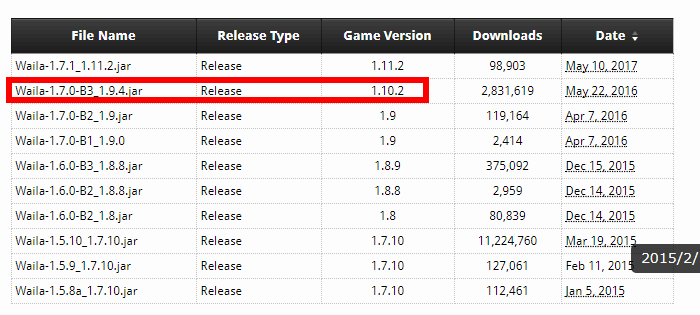 File Name Release Type Game Version Downloads Date
Waila-1.7.1_1.11.2.jar Release 1.11.2 98,903 May 10, 2017
Waila-1.7.0-B3_1.9.4.jar Release 1.10.2 2,831,619 May 22, 2016
Waila-1.7.0-B2_1.9.jar Release 1.9 119,164 Apr 7, 2016
Waila-1.7.0-B1_1.9.0 Release 1.9 2,414 Apr 7, 2016
Waila-1.6.0-B3_1.8.8.jar Release 1.8.9 375,092 Dec 15, 2015
Waila-1.6.0-B2_1.8.8.jar Release 1.8.8 2,959 Dec 14, 2015
Waila-1.6.0-B2_1.8.jar Release 1.8 80,839 Dec 14, 2015
Waila-1.5.10_1.7.10.jar Release 1.7.10 11,224,760 Mar 19, 2015
2015/2/
Waila-1.5.9_1.7.10.jar Release 1.7.10 127,061 Feb 11, 2015
Waila-1.5.8a_1.7.10.jar Release 1.7.10 112,461 Jan 5, 2015